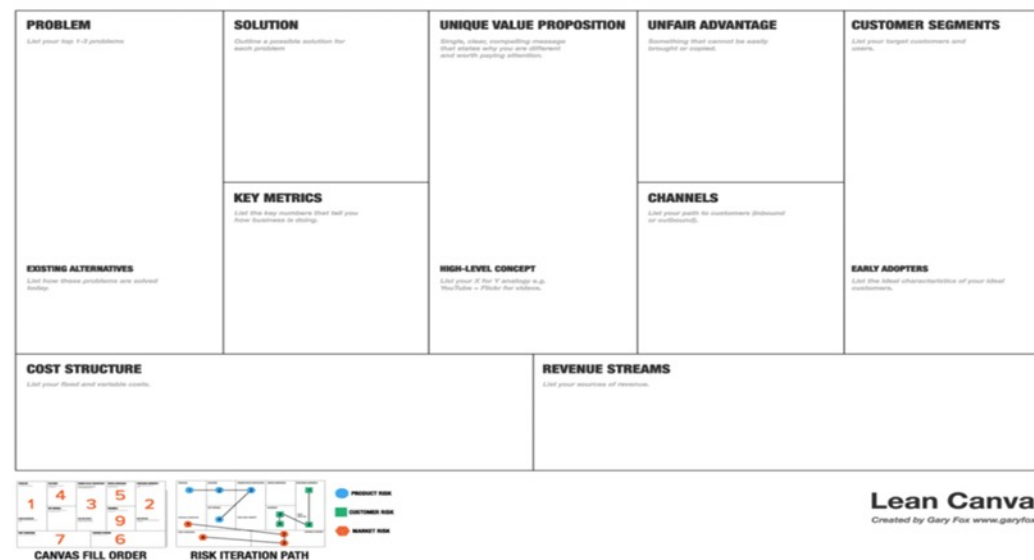 PROBLEM
List your top 1-3 problems
EXISTING ALTERNATIVES
List how these problems are solved
today.
SOLUTION
Outline a possible solution for
each problem
KEY METRICS
List the key numbers that tell you
how business is doing.
UNIQUE VALUE PROPOSITION
Single, clear, compelling message
that states why you are different
and worth paying attention.
HIGH-LEVEL CONCEPT
List your X for Y analogy e.g.
YouTube = Flickr for videos.
UNFAIR ADVANTAGE
Something that cannot be easily
brought or copied.
CHANNELS
List your path to customers (inbound
or outbound).
CUSTOMER SEGMENTS
List your target customers and
users.
EARLY ADOPTERS
List the ideal characteristics of your ideal
customers.
COST STRUCTURE
List your fixed and variable costs.
REVENUE STREAMS
List your sources of revenue.
1
4
3
5
2
9
7
6
CANVAS FILL ORDER
RISK ITERATION PATH
PRODUCT RISK
CUSTOMER RISK
MARKET RISK
Lean Canva
Created by Gary Fox www.garyfox